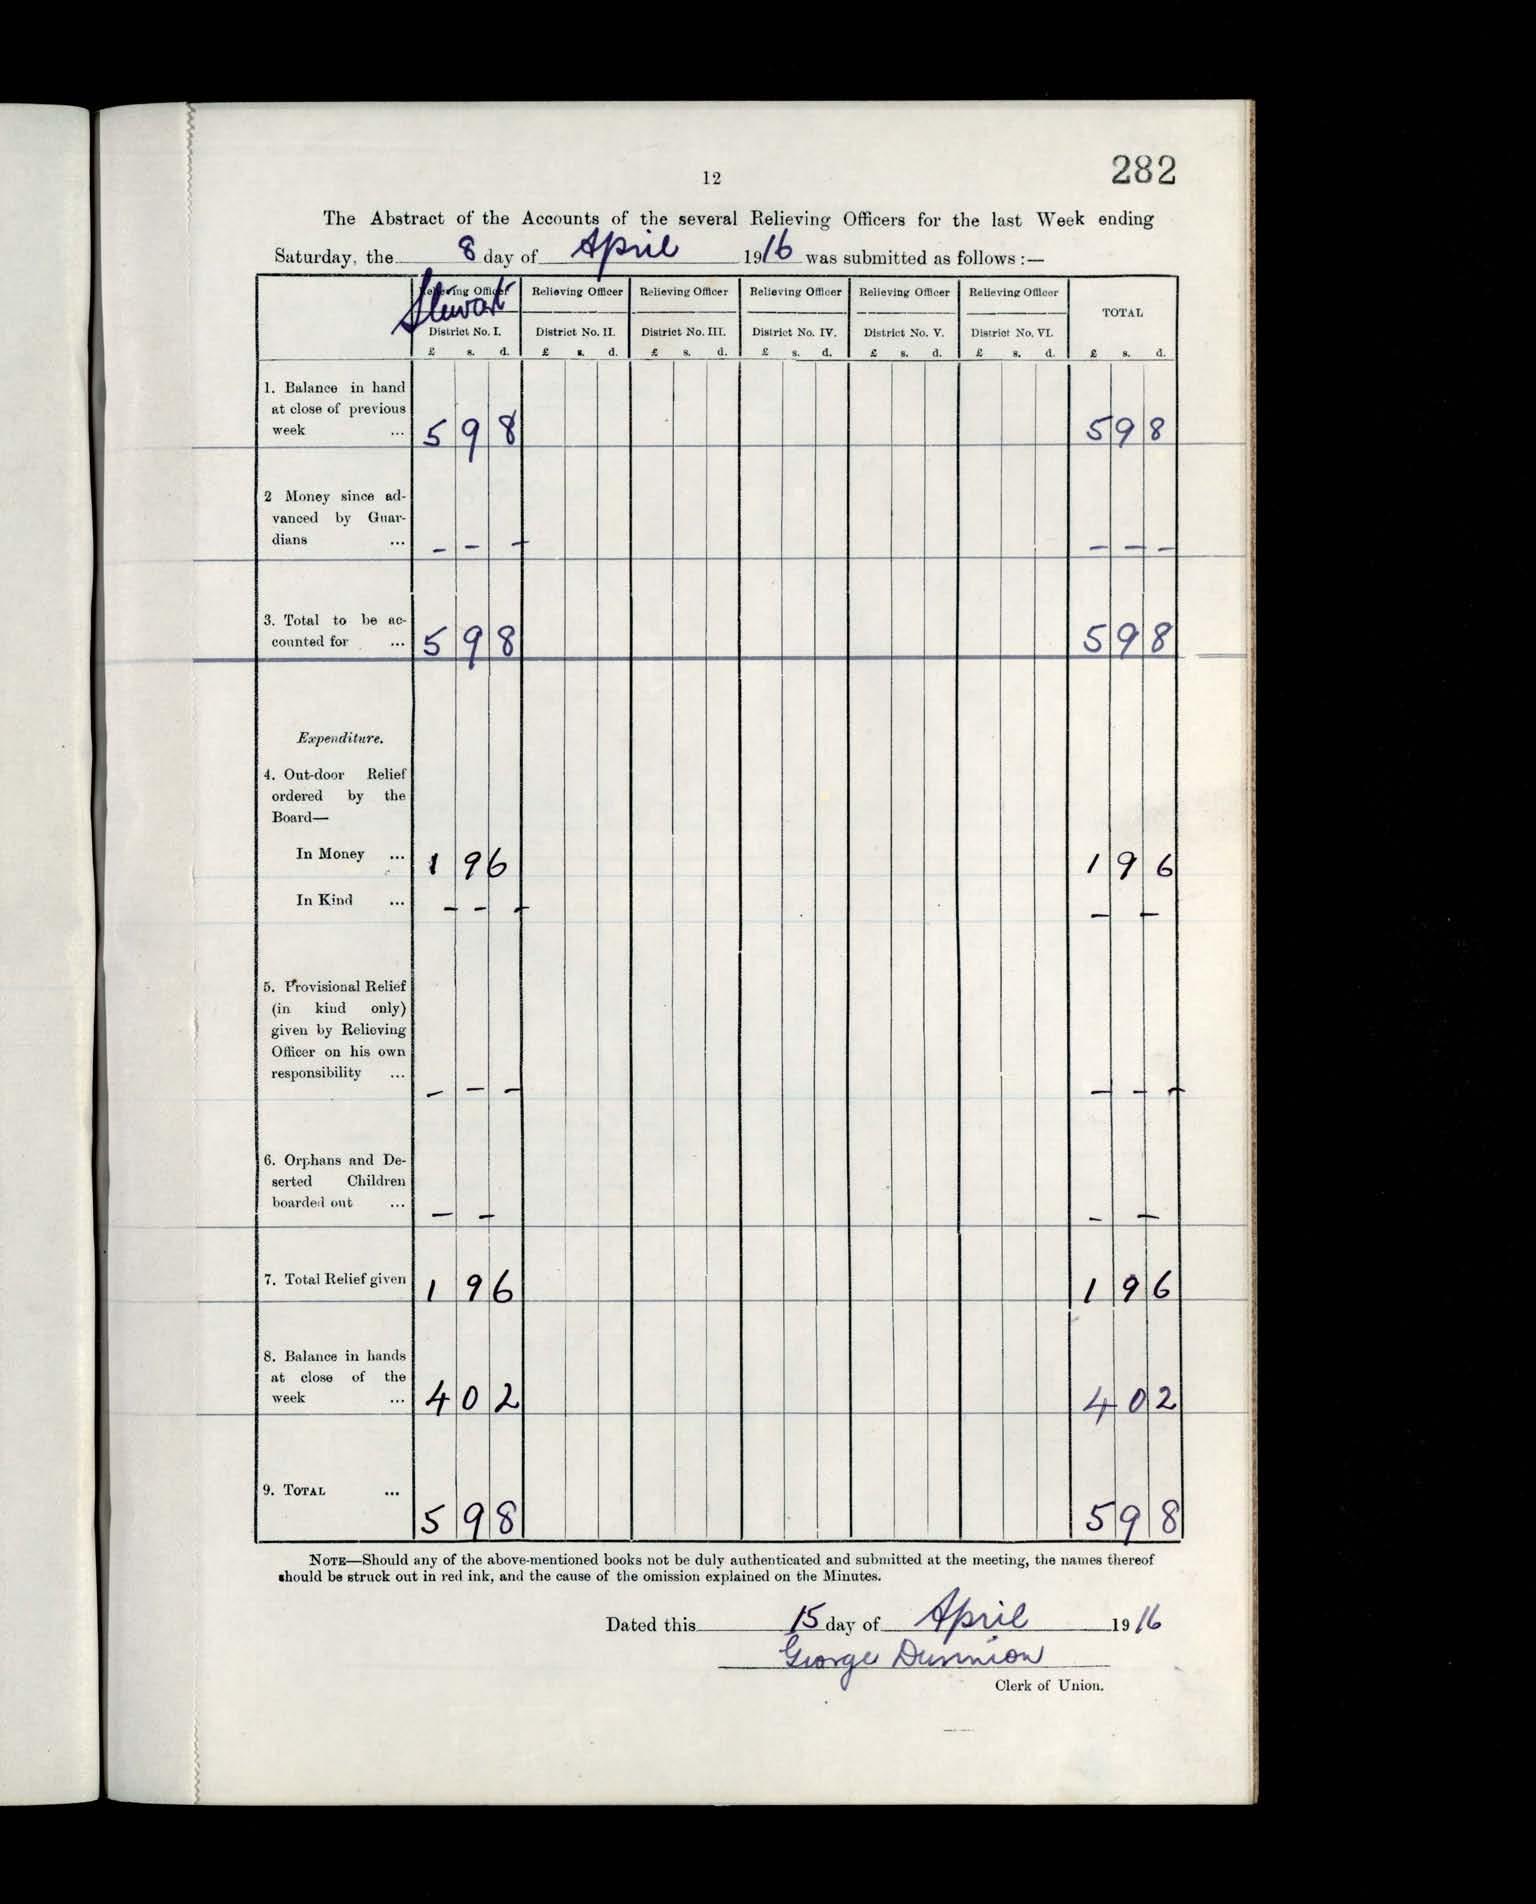 282
12
The Abstract of the Accounts of the several Relieving Officers for the last Week ending
Saturday, the 8 day of April 1916 was submitted as follows :—
Relieving Officer Relieving Officer Relieving Officer Relieving Officer Relieving Officer Relieving Officer
Stewart TOTAL
District No. I. District No. II. District No. III. District No. IV. District No. V. District No. VI.
£ s. d. £ s. d. £ s. d. £ s. d. £ s. d. £ s. d. £ s. d.
1. Balance in hand
at close of previous
week ... 5 9 8 5 9 8
2 Money since ad-
vanced by Guar-
dians ... – – – – – –
3. Total to be ac-
counted for ... 5 9 8 5 9 8
Expenditure.
4. Out-door Relief
ordered by the
Board—
In Money ... 1 9 6 1 9 6
In Kind ... – – – – –
5. Provisional Relief
(in kind only)
given by Relieving
Officer on his own
responsibility ... – – – – – –
6. Orphans and De-
serted Children
boarded out ... – – – –
7. Total Relief given 1 9 6 1 9 6
8. Balance in hands
at close of the
week ... 4 0 2 4 0 2
9. TOTAL ... 5 9 8 5 9 8
NOTE—Should any of the above-mentioned books not be duly authenticated and submitted at the meeting, the names thereof
should be struck out in red ink, and the cause of the omission explained on the Minutes.
Dated this 15 day of April 1916
George Dunnion
Clerk of Union.